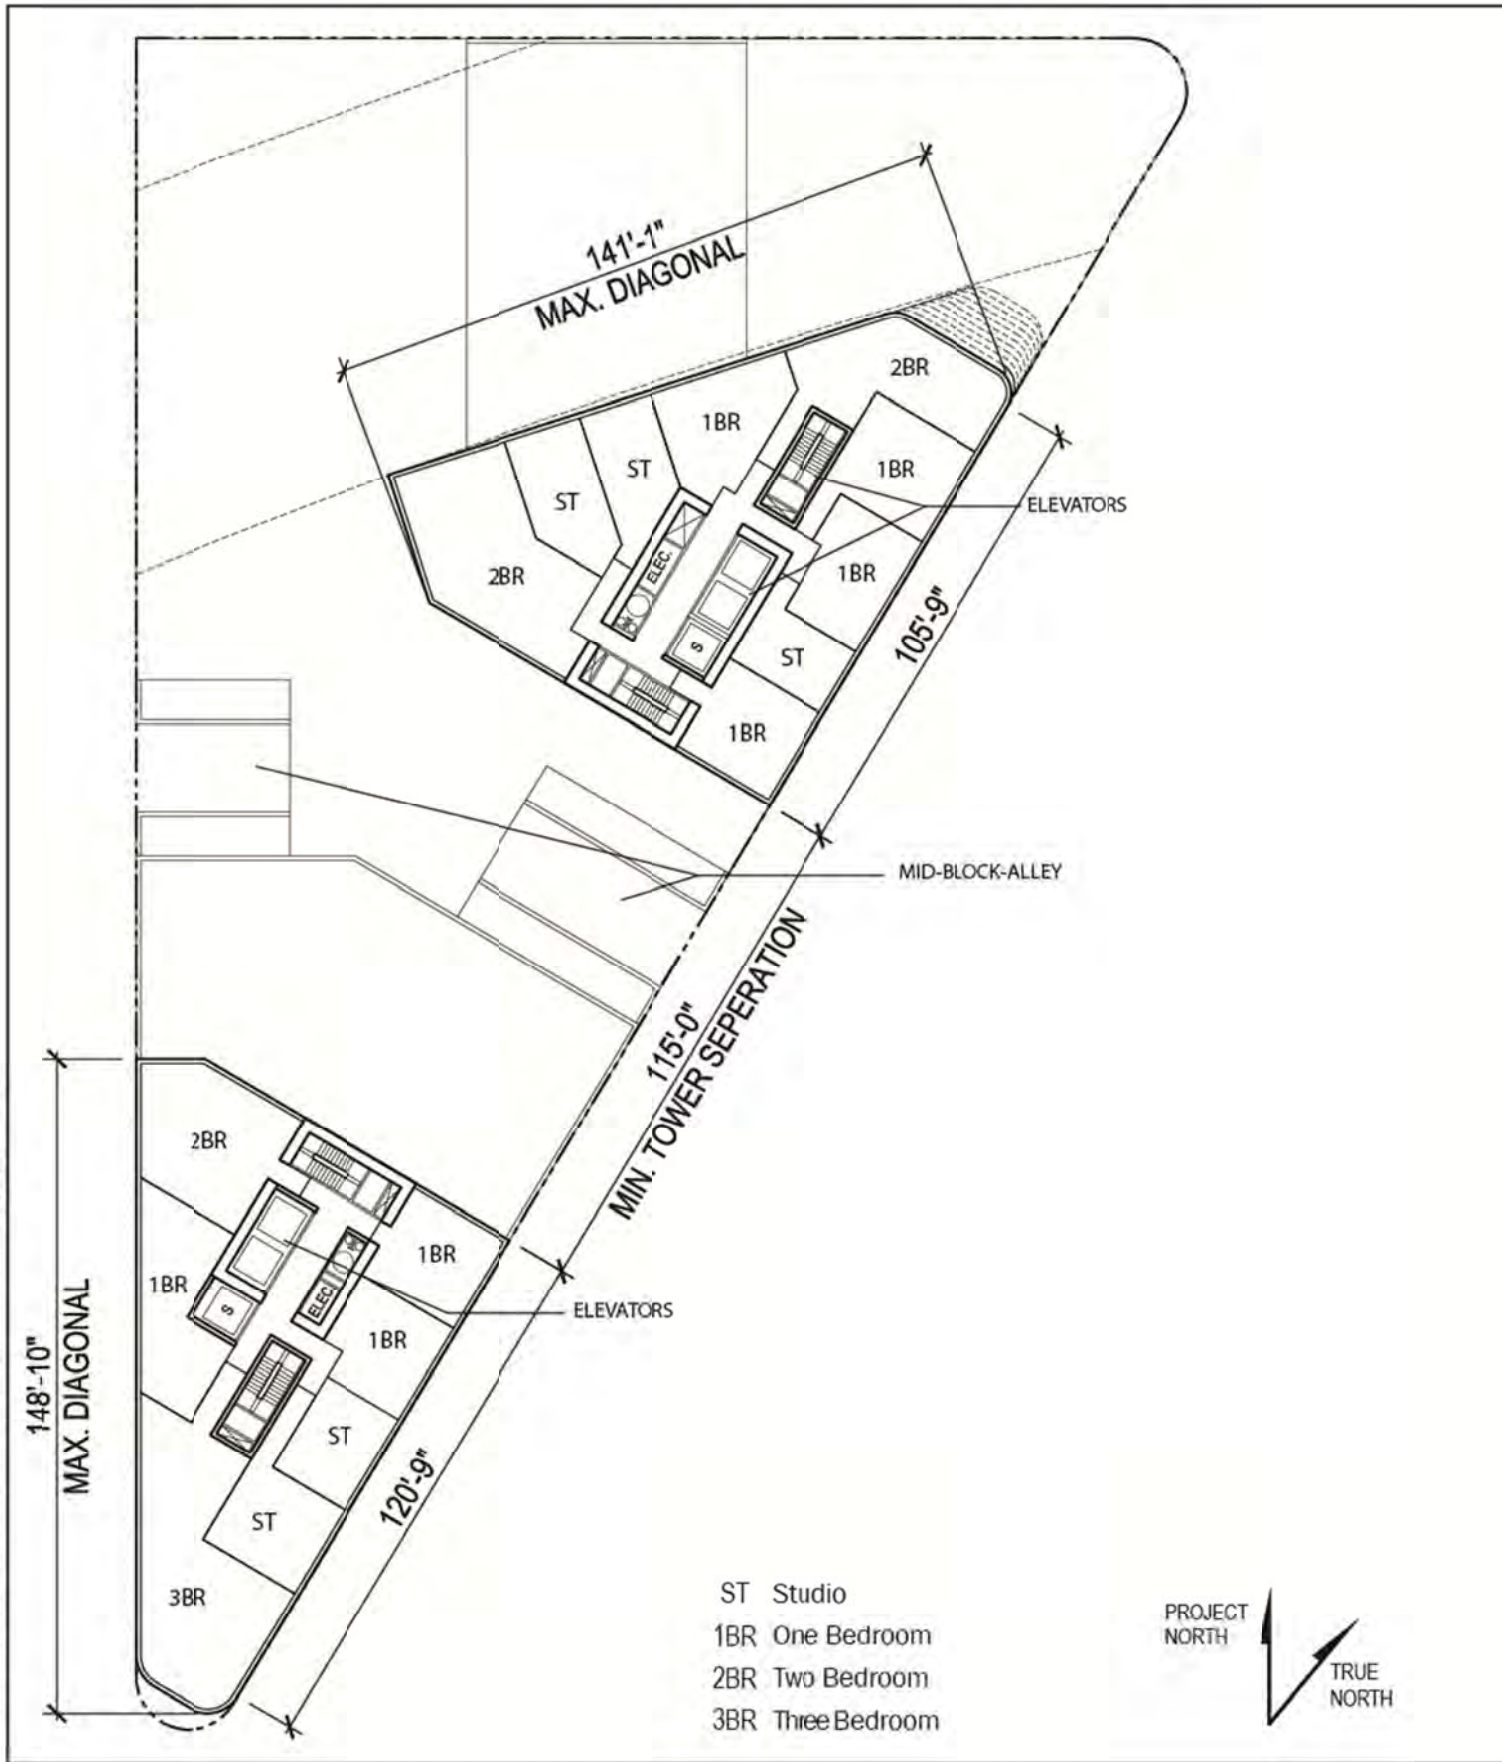 141'-1"
MAX. DIAGONAL
2BR
1BR
ST
1BR
ST
ELEVATORS
ELEC.
1BR
2BR
105'-9"
S
ST
1BR
MID-BLOCK-ALLEY
115'-0"
MIN. TOWER SEPERATION
2BR
1BR
1BR
ELEC.
S
ELEVATORS
1BR
148'-10"
MAX. DIAGONAL
ST
120'-9"
ST
3BR
ST Studio
1BR One Bedroom
2BR Two Bedroom
3BR Three Bedroom
PROJECT
NORTH
TRUE
NORTH